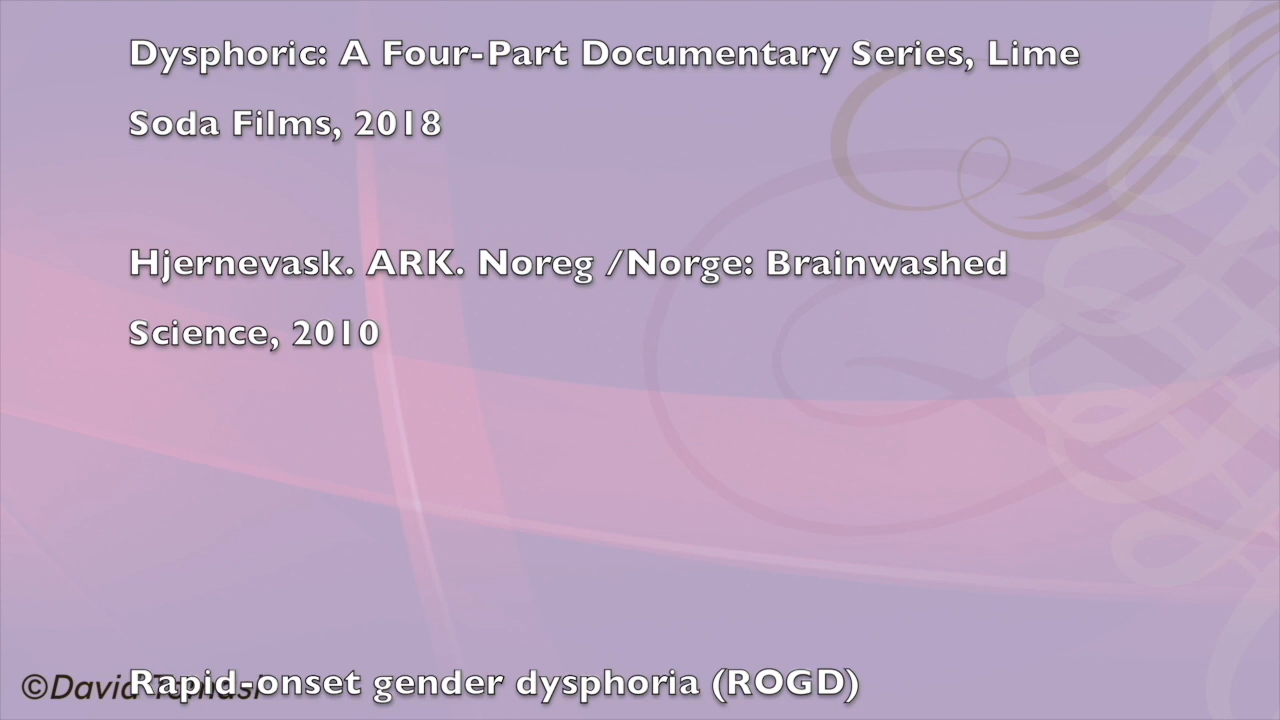 Dysphoric: A Four-Part Documentary Series, Lime
Soda Films, 2018
Hjernevask. ARK. Noreg /Norge: Brainwashed
Science, 2010
Rapid-onset gender dysphoria (ROGD)
©David